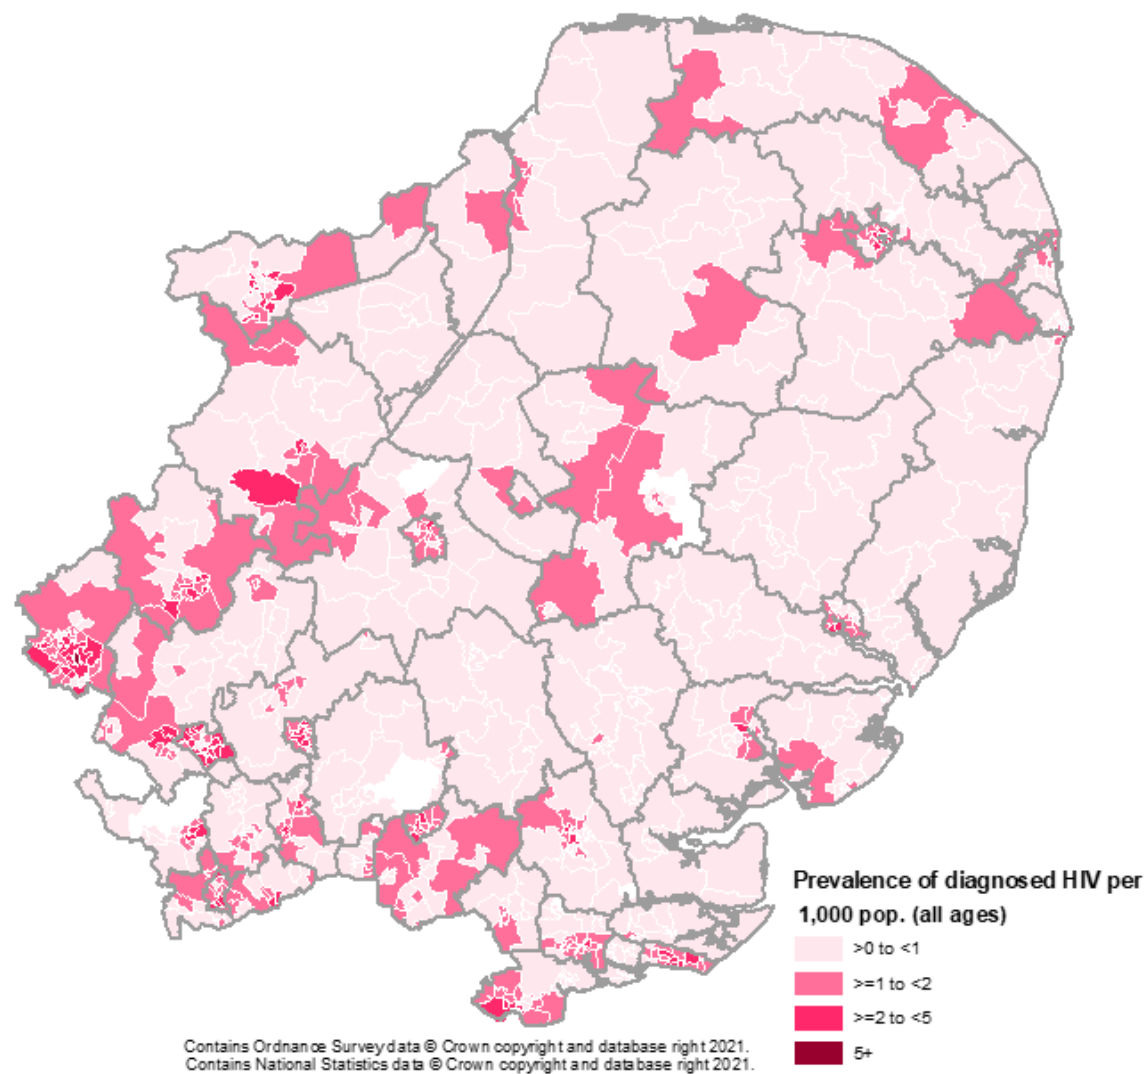 Prevalence of diagnosed HIV per
1,000 pop. (all ages)
>0 to <1
>=1 to <2
>=2 to <5
5+
Contains Ordnance Survey data © Crown copyright and database right 2021.
Contains National Statistics data © Crown copyright and database right 2021.